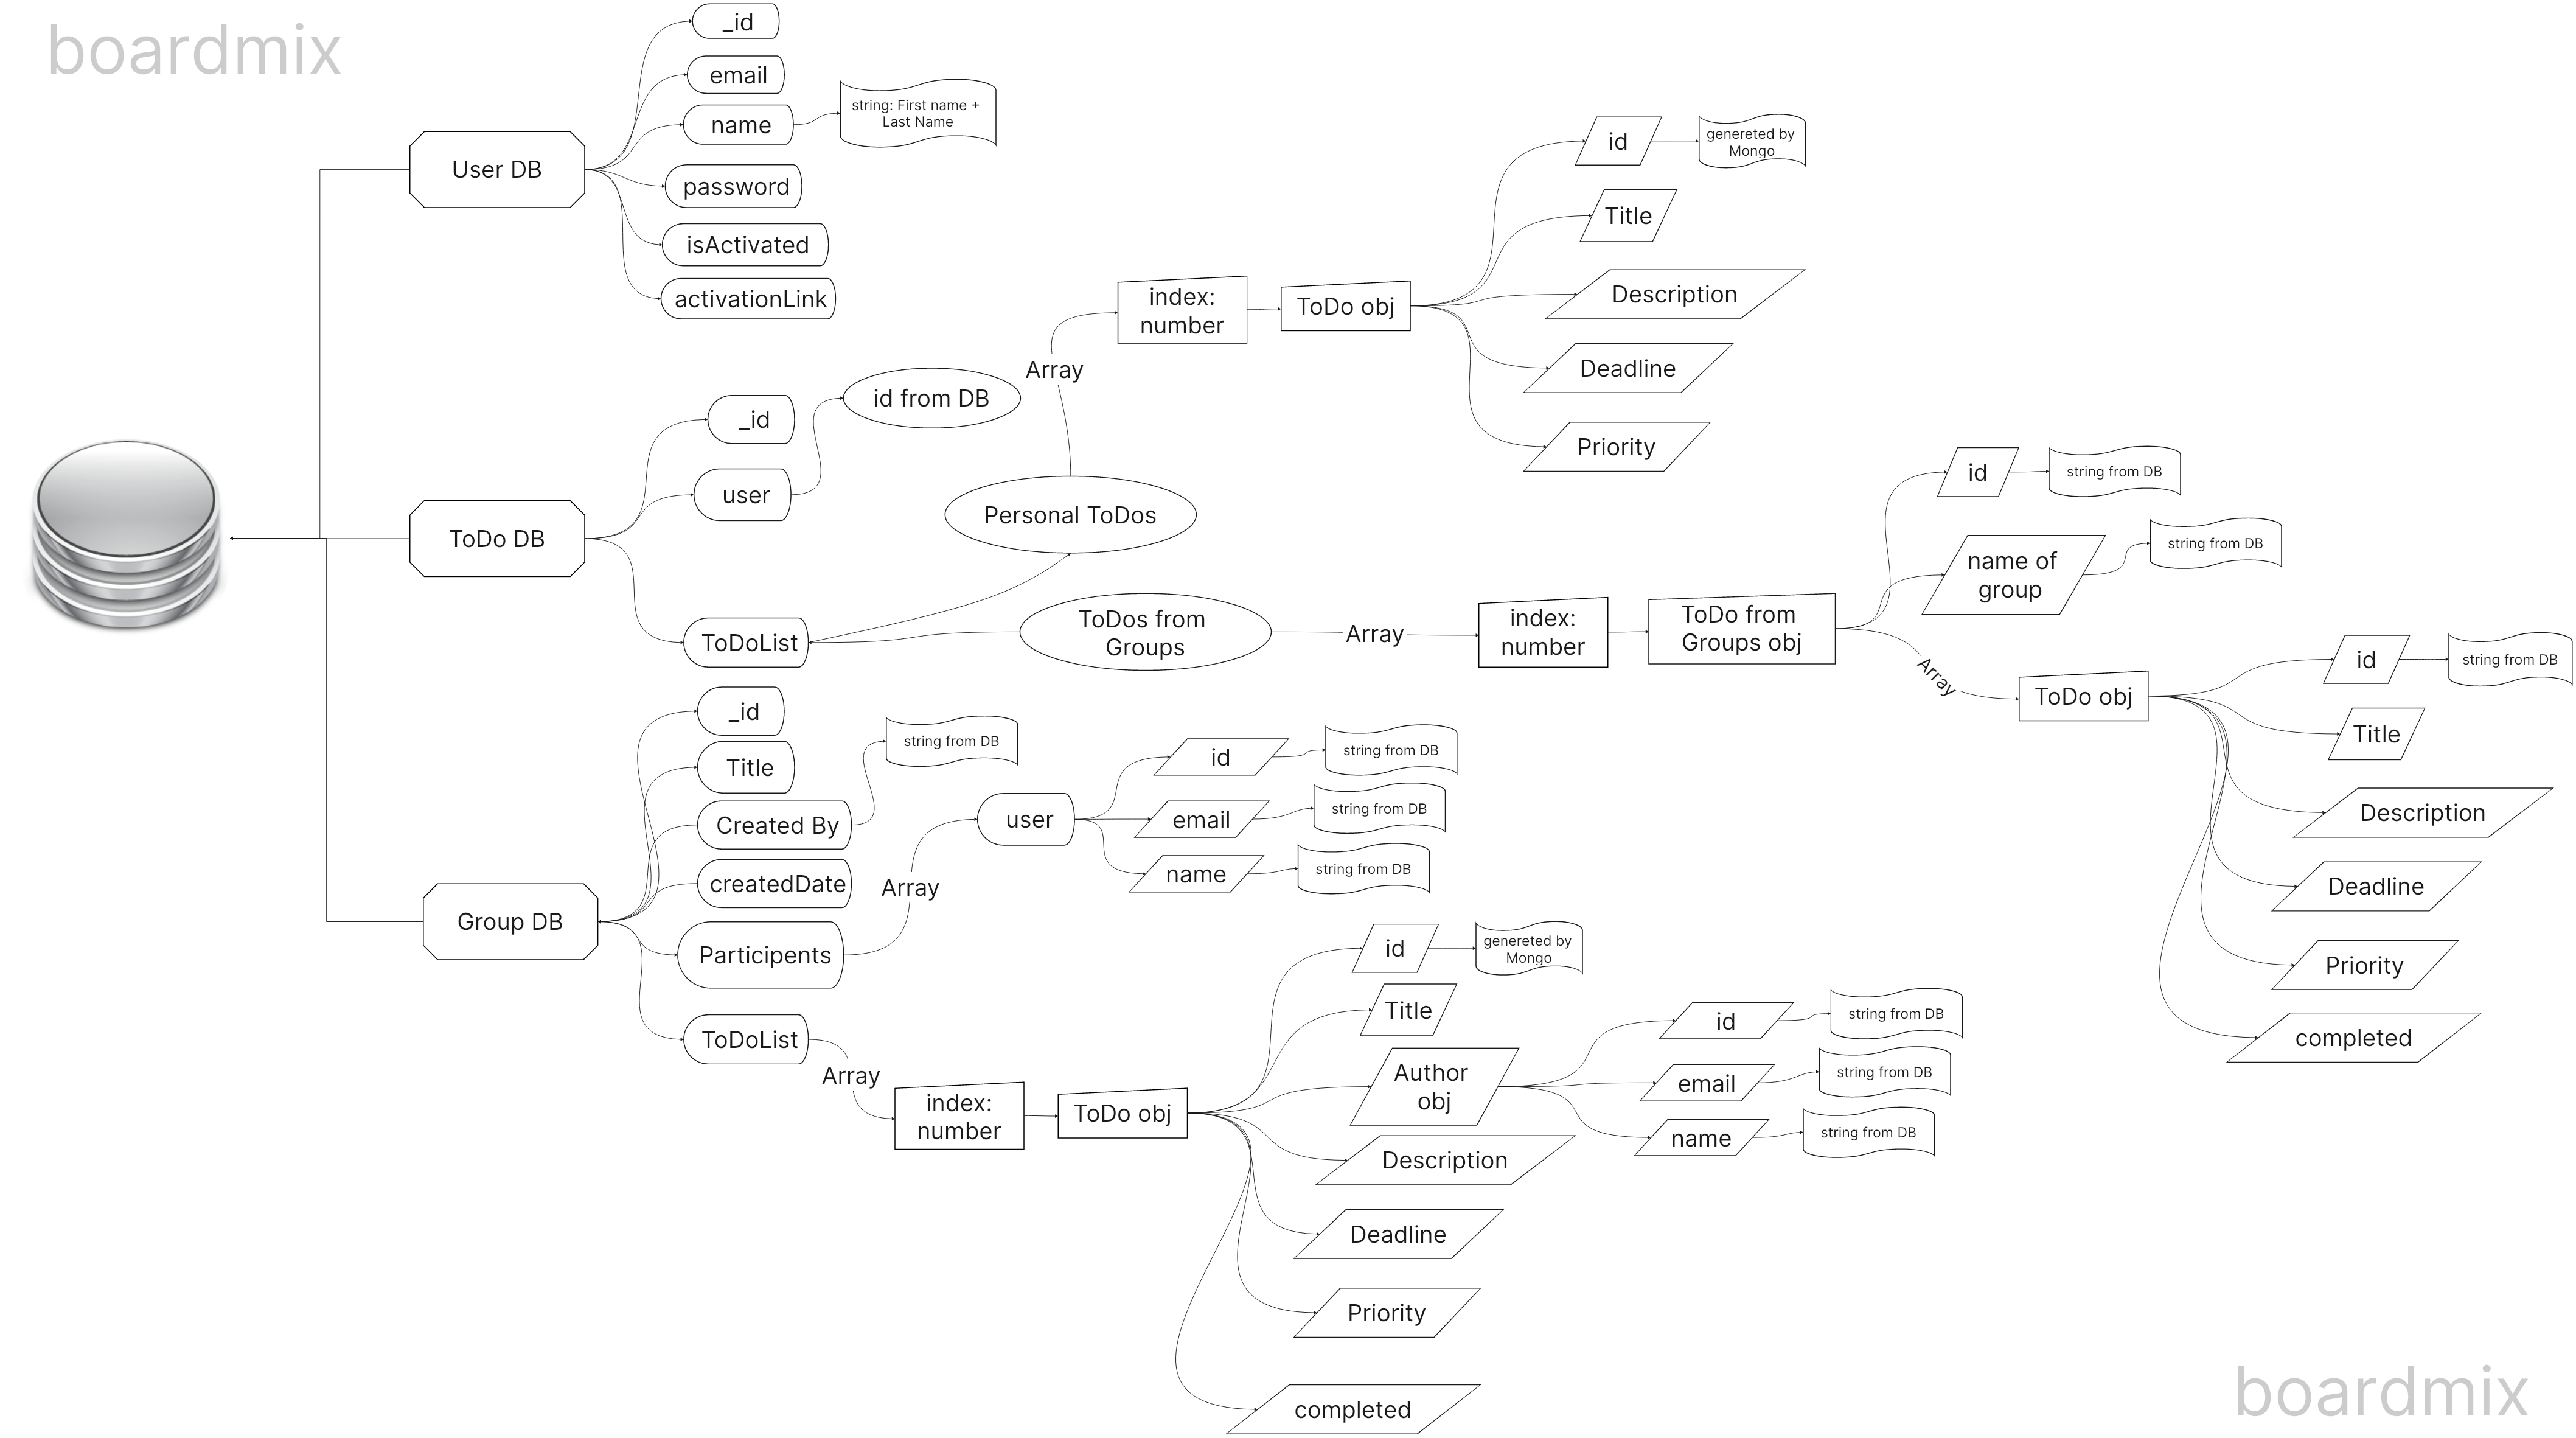 boardmix
_id
email
name
string: First name +
Last Name
password
isActivated
activationLink
User DB
id
genereted by
Mongo
Title
Description
Deadline
Priority
index:
number
ToDo obj
Array
id from DB
_id
user
Personal ToDos
ToDo DB
ToDoList
ToDos from
Groups
Array
index:
number
ToDo from
Groups obj
id
string from DB
name of
group
string from DB
Array
ToDo obj
id
string from DB
Title
Description
Deadline
Priority
completed
_id
Title
Created By
string from DB
createdDate
Group DB
Participents
Array
user
id
string from DB
email
string from DB
name
string from DB
ToDoList
Array
index:
number
ToDo obj
id
genereted by
Mongo
Title
Author
obj
id
string from DB
email
string from DB
name
string from DB
Description
Deadline
Priority
completed
boardmix